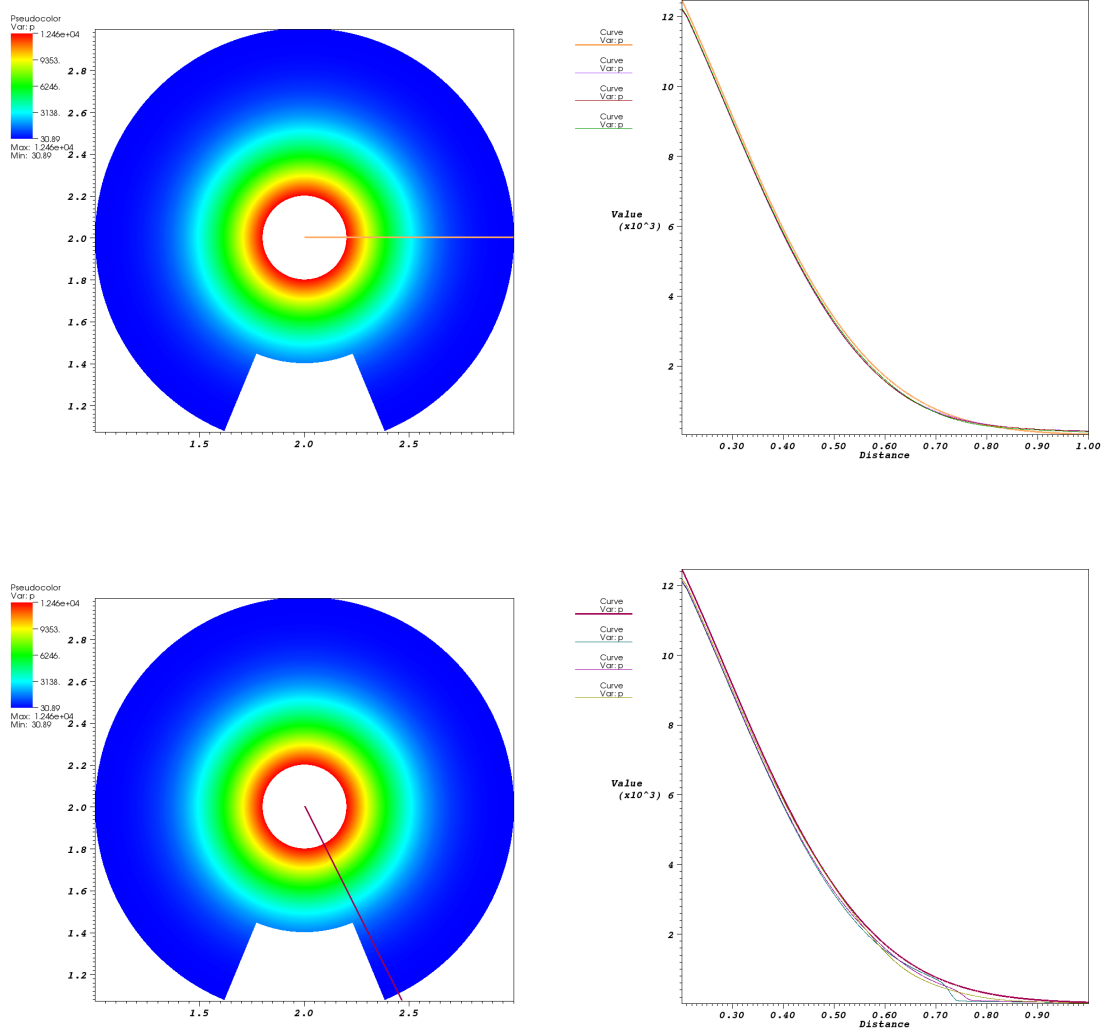 Pseudocolor
Var: p
1.246e+04
9353.
6246.
3138.
30.89
Max: 1.246e+04
Min: 30.89
2.8
2.6
2.4
2.2
2.0
1.8
1.6
1.4
1.2
1.5
2.0
2.5
Curve
Var: p
Curve
Var: p
Curve
Var: p
Curve
Var: p
12
10
8
Value
(x10^3)
6
4
2
0.30
0.40
0.50
0.60
0.70
0.80
0.90
1.00
Distance
Pseudocolor
Var: p
1.246e+04
9353.
6246.
3138.
30.89
Max: 1.246e+04
Min: 30.89
2.8
2.6
2.4
2.2
2.0
1.8
1.6
1.4
1.2
1.5
2.0
2.5
Curve
Var: p
Curve
Var: p
Curve
Var: p
Curve
Var: p
12
10
8
Value
(x10^3)
6
4
2
0.30
0.40
0.50
0.60
0.70
0.80
0.90
Distance